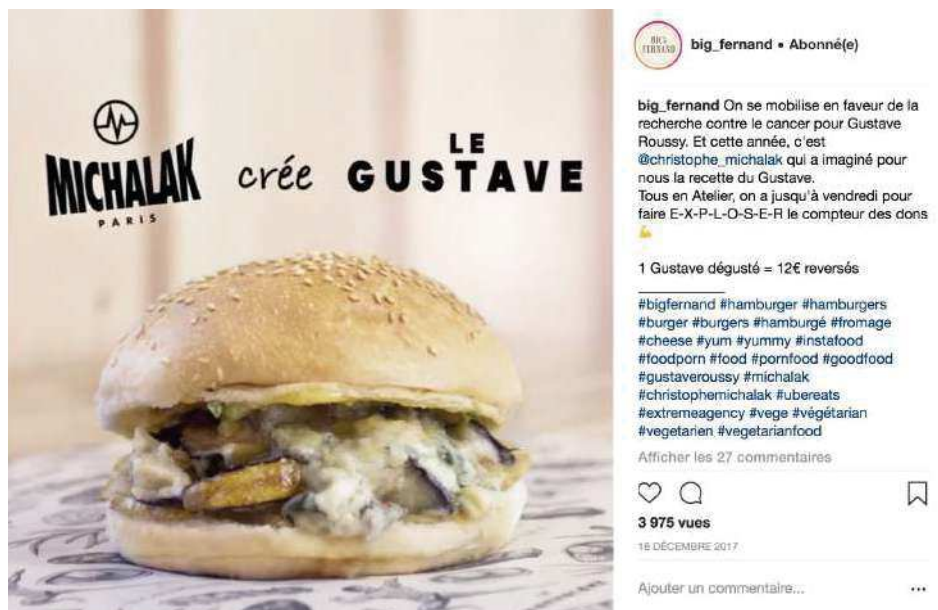 MICHALAK
PARIS
crée
LE
GUSTAVE
BIG
FERNAND
big_fernand • Abonné(e)
big_fernand On se mobilise en faveur de la
recherche contre le cancer pour Gustave
Roussy. Et cette année, c'est
@christophe_michalak qui a imaginé pour
nous la recette du Gustave.
Tous en Atelier, on a jusqu'à vendredi pour
faire E-X-P-L-O-S-E-R le compteur des dons
💪
1 Gustave dégusté = 12€ reversés
#bigfernand #hamburger #hamburgers
#burger #burgers #hamburgé #fromage
#cheese #yum #yummy #instafood
#foodporn #food #pornfood #goodfood
#gustaveroussy #michalak
#christophemichalak #ubereats
#extremeagency #vege #végétarian
#vegetarien #vegetarianfood
Afficher les 27 commentaires
3 975 vues
16 DÉCEMBRE 2017
Ajouter un commentaire...